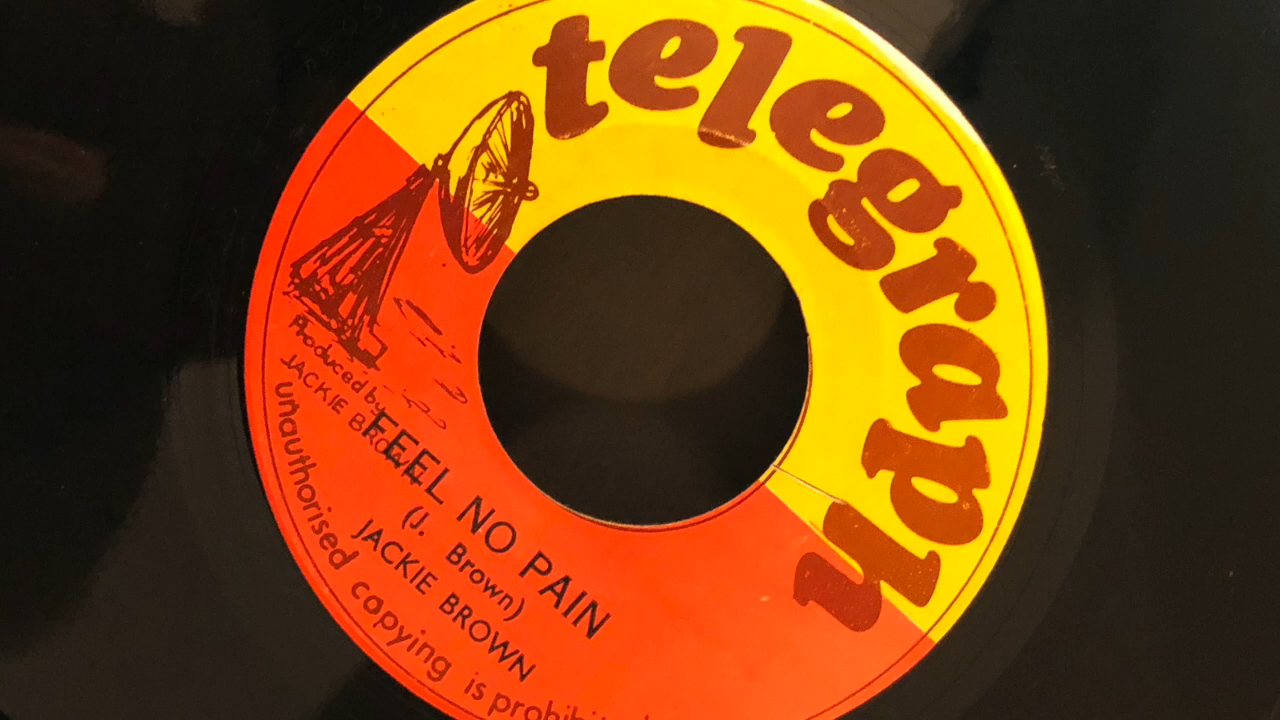 telegraph
Produced by
JACKIE BROWN
FEEL NO PAIN
(J. Brown)
JACKIE BROWN
unauthorised copying is